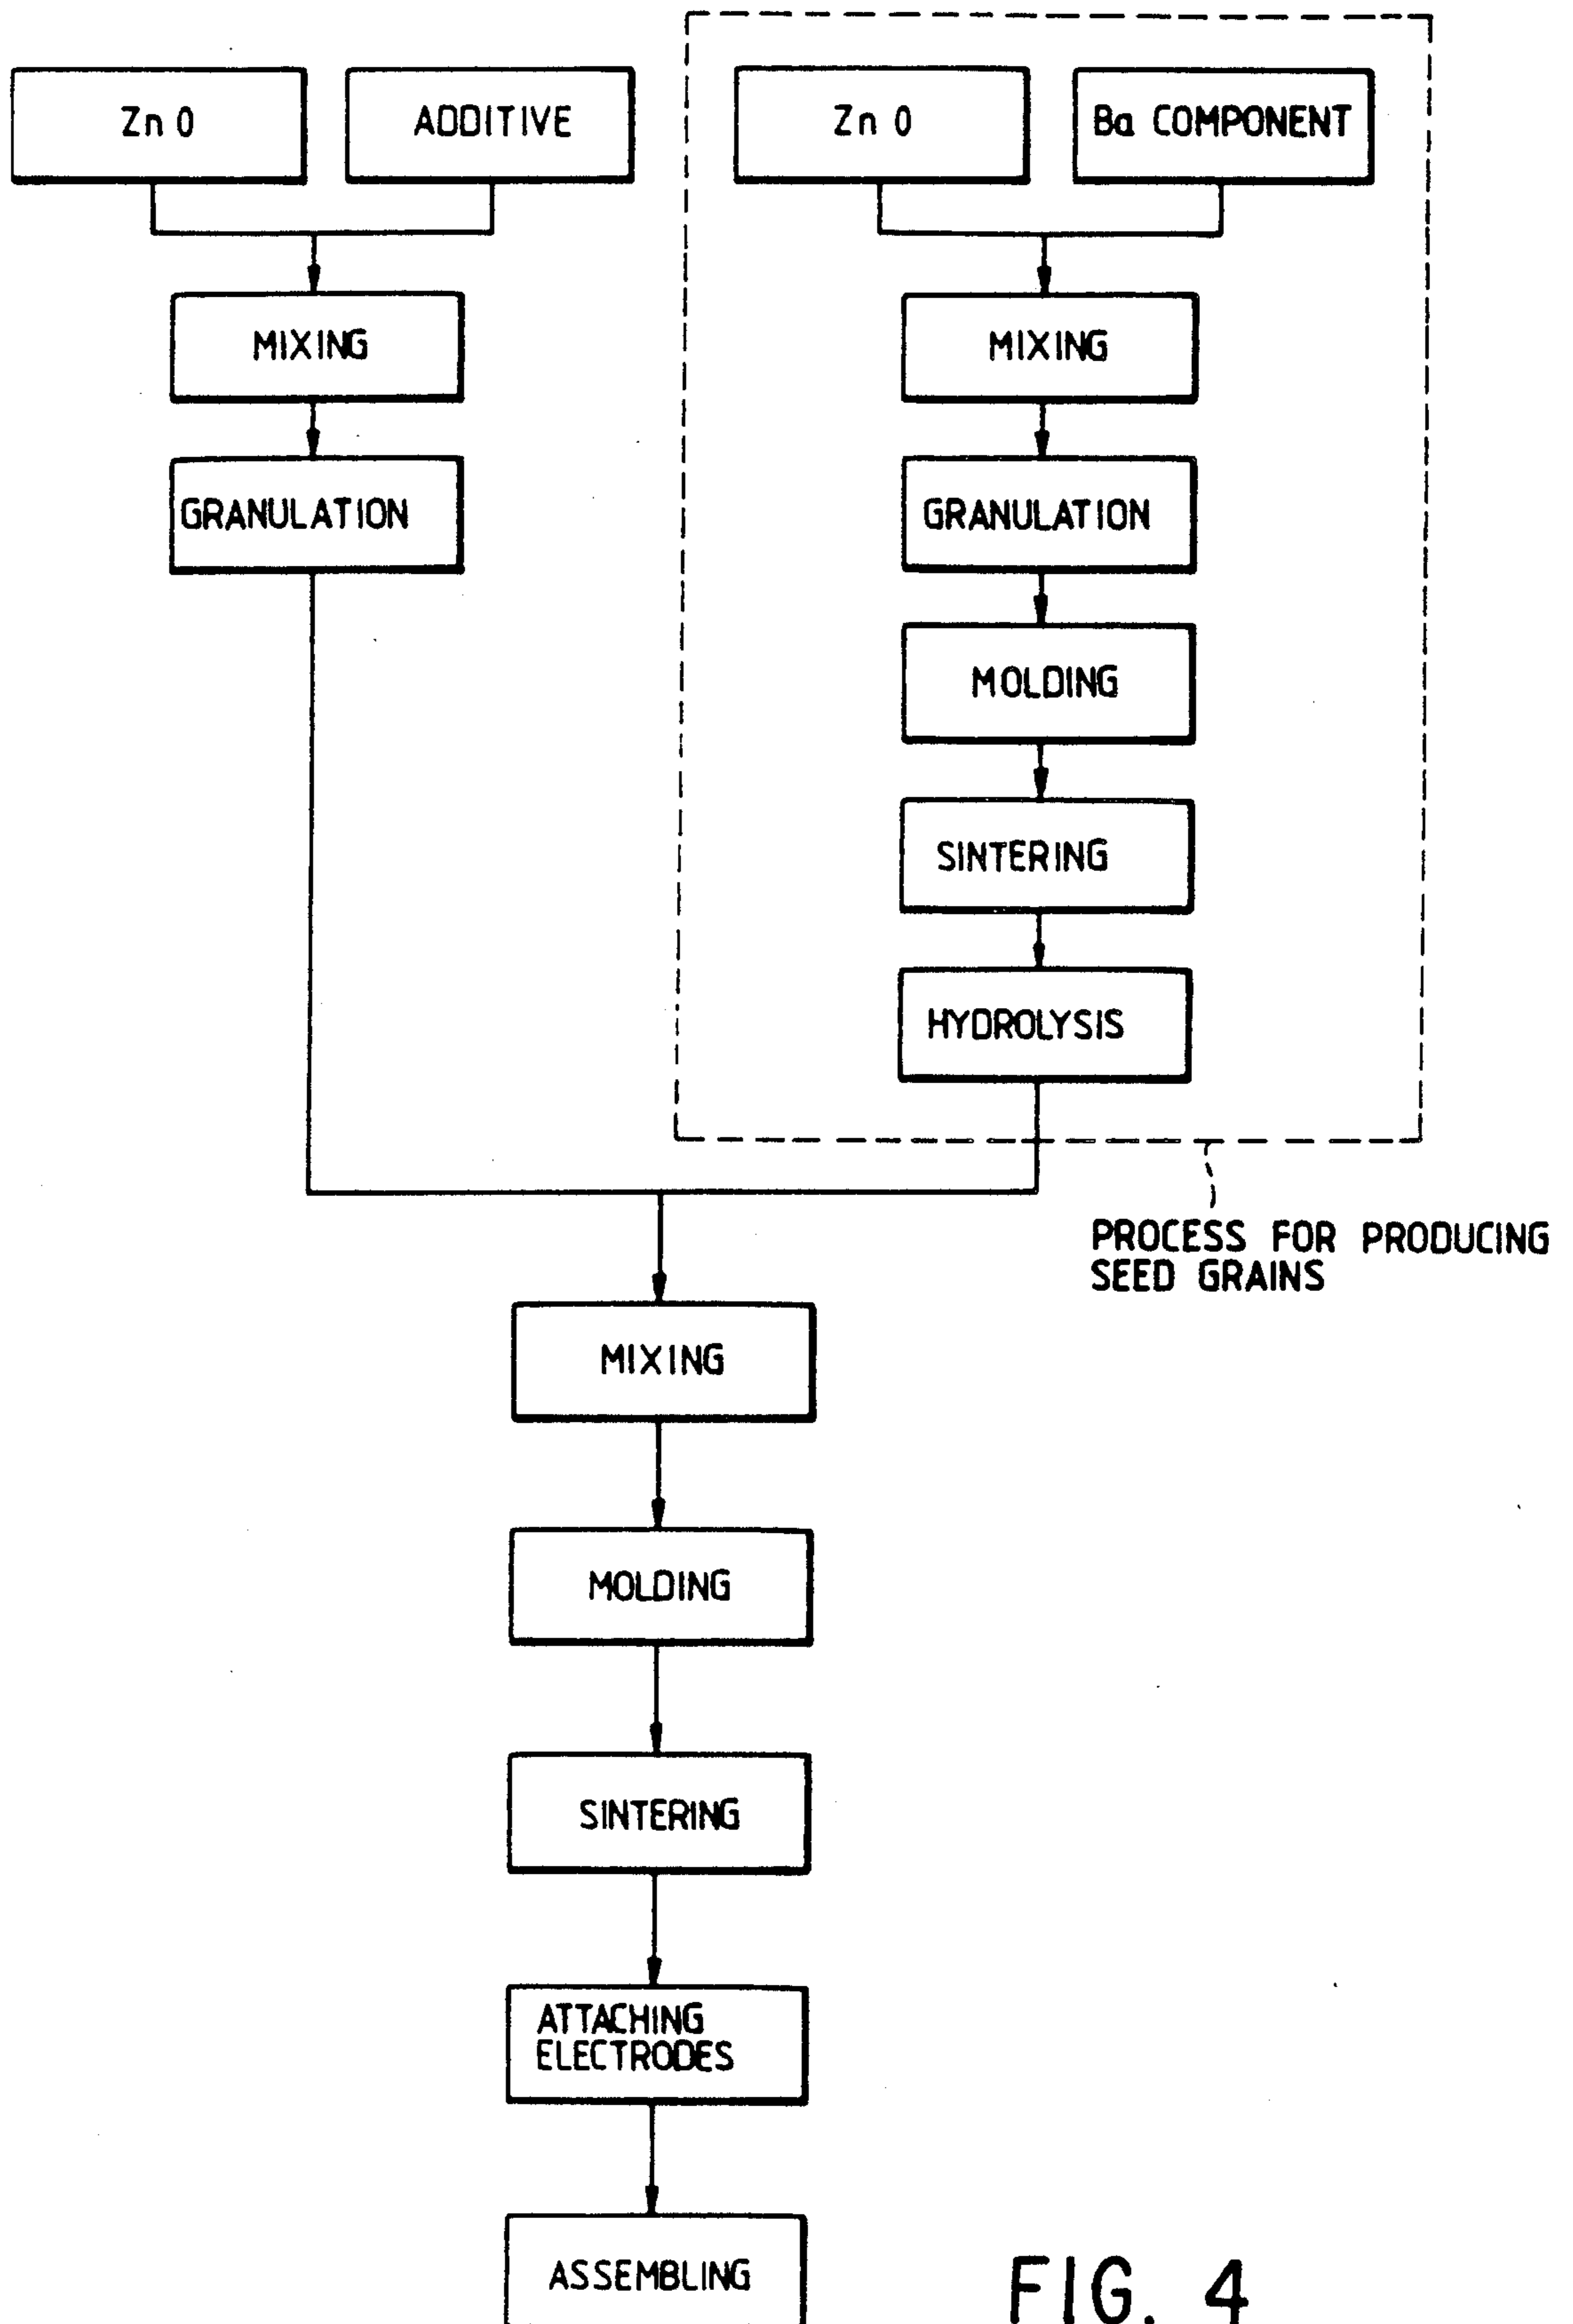 Zn O
ADDITIVE
MIXING
GRANULATION
Zn O
Ba COMPONENT
MIXING
GRANULATION
MOLDING
SINTERING
HYDROLYSIS
PROCESS FOR PRODUCING
SEED GRAINS
MIXING
MOLDING
SINTERING
ATTACHING
ELECTRODES
ASSEMBLING
FIG. 4